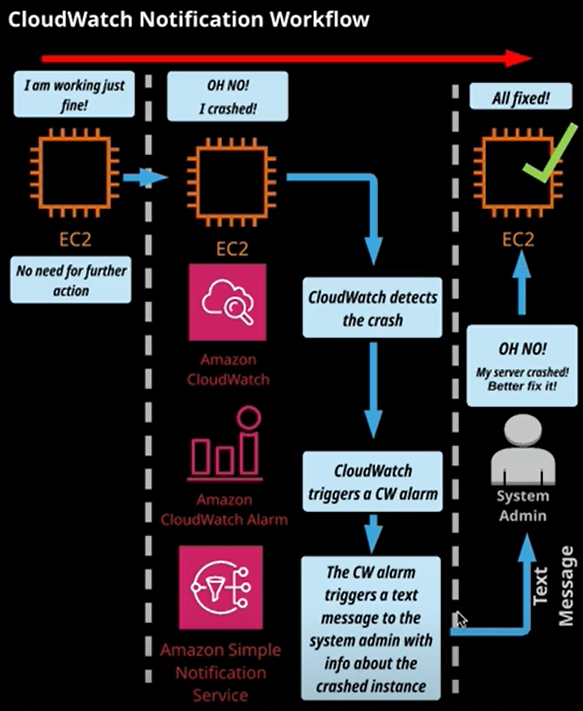 CloudWatch Notification Workflow
I am working just
fine!
EC2
No need for further
action
OH NO!
I crashed!
EC2
Amazon
CloudWatch
Amazon
CloudWatch Alarm
Amazon Simple
Notification
Service
CloudWatch detects
the crash
CloudWatch
triggers a CW alarm
The CW alarm
triggers a text
message to the
system admin with
info about the
crashed instance
Text
Message
System
Admin
OH NO!
My server crashed!
Better fix it!
EC2
All fixed!